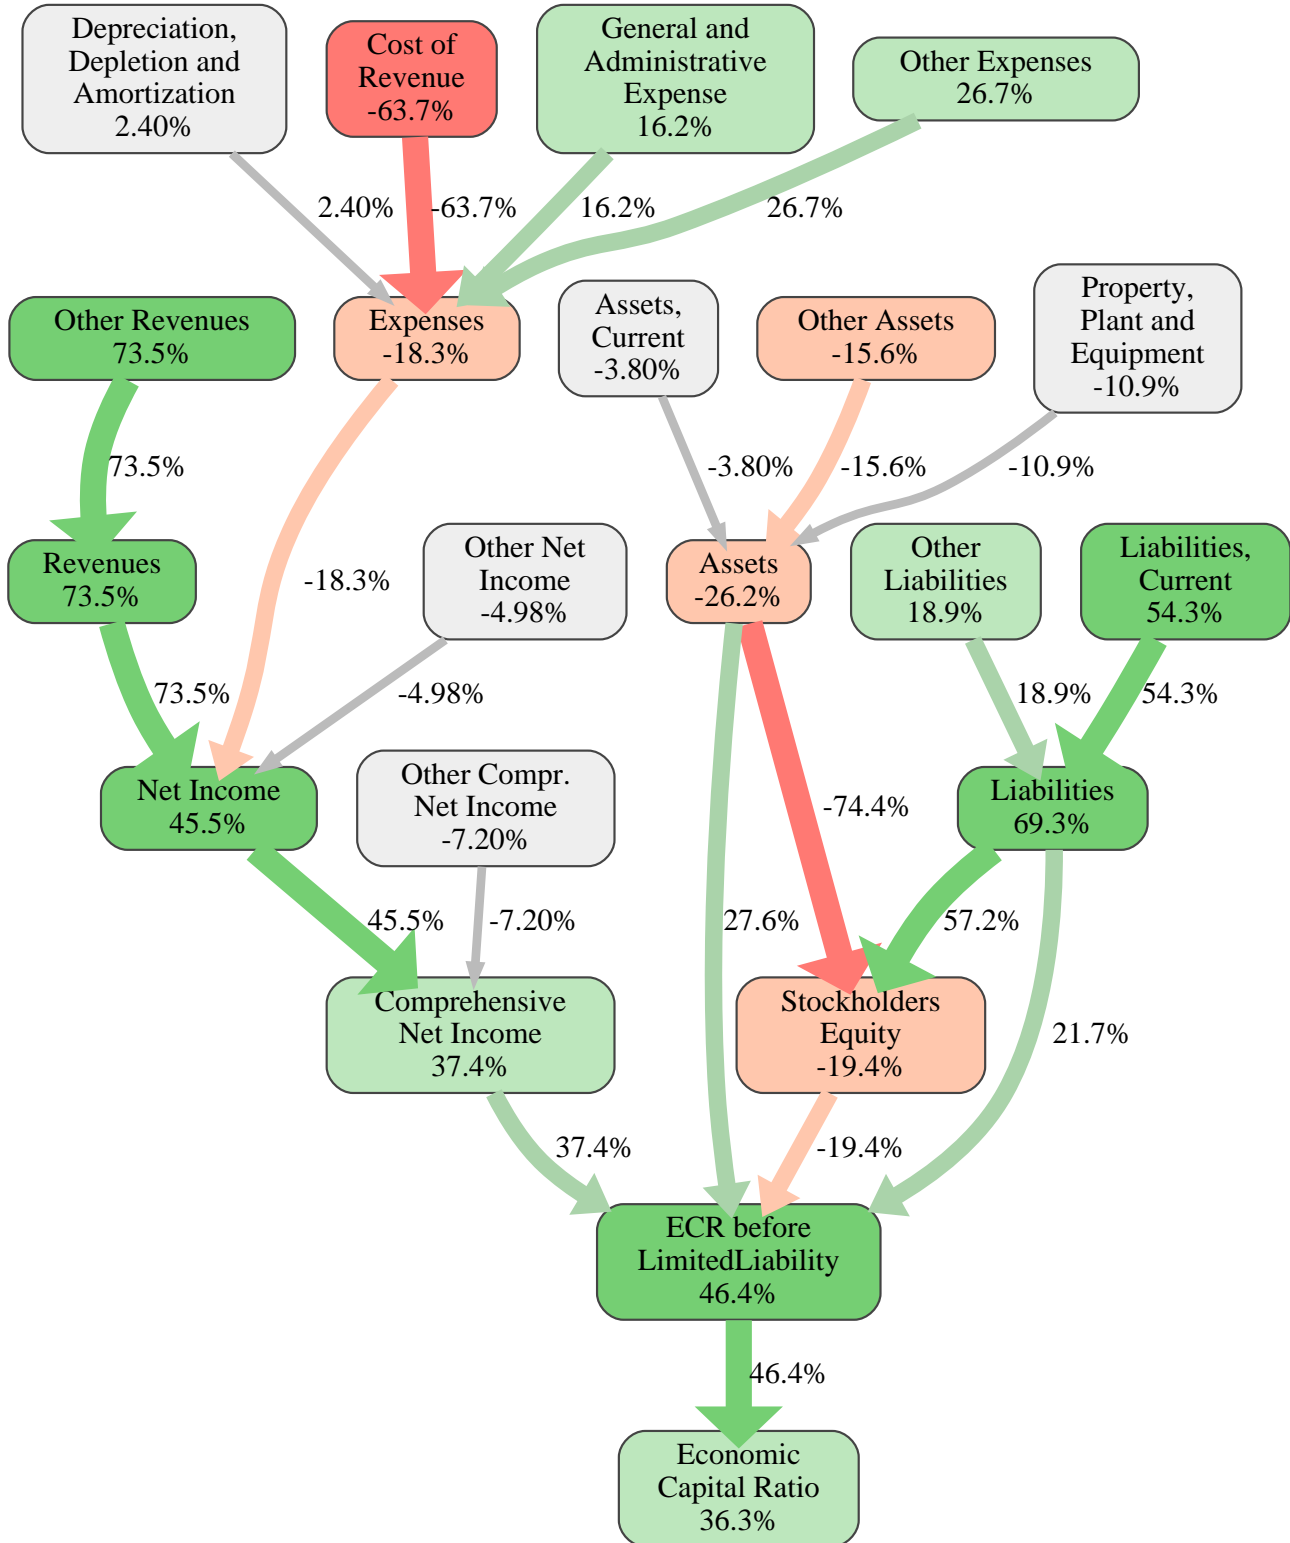 Depreciation,
Depletion and
Amortization
2.40%
Cost of
Revenue
-63.7%
General and
Administrative
Expense
16.2%
Other Expenses
26.7%
2.40%
-63.7%
16.2%
26.7%
Other Revenues
73.5%
Expenses
-18.3%
Assets,
Current
-3.80%
Other Assets
-15.6%
Property,
Plant and
Equipment
-10.9%
73.5%
-3.80%
-15.6%
-10.9%
Revenues
73.5%
-18.3%
Other Net
Income
-4.98%
Assets
-26.2%
Other
Liabilities
18.9%
Liabilities,
Current
54.3%
73.5%
-4.98%
18.9%
54.3%
Net Income
45.5%
Other Compr.
Net Income
-7.20%
-74.4%
Liabilities
69.3%
45.5%
-7.20%
27.6%
57.2%
Comprehensive
Net Income
37.4%
Stockholders
Equity
-19.4%
21.7%
37.4%
-19.4%
ECR before
LimitedLiability
46.4%
46.4%
Economic
Capital Ratio
36.3%